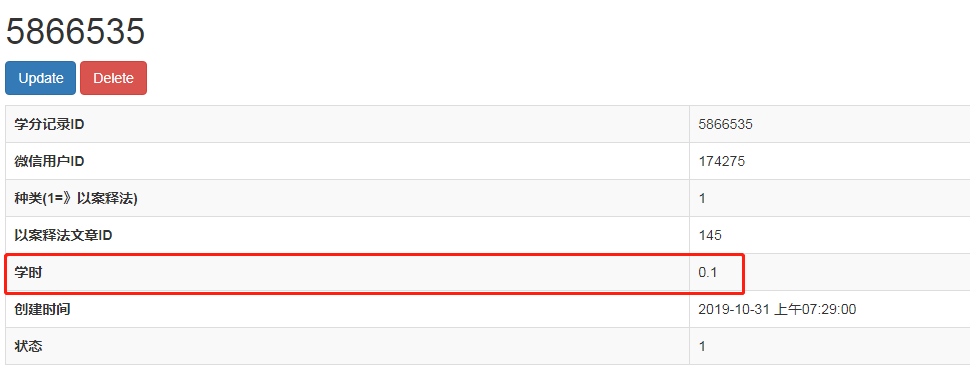 5866535
Update Delete
学分记录ID 5866535
微信用户ID 174275
种类(1=》以案释法) 1
以案释法文章ID 145
学时 0.1
创建时间 2019-10-31 上午07:29:00
状态 1